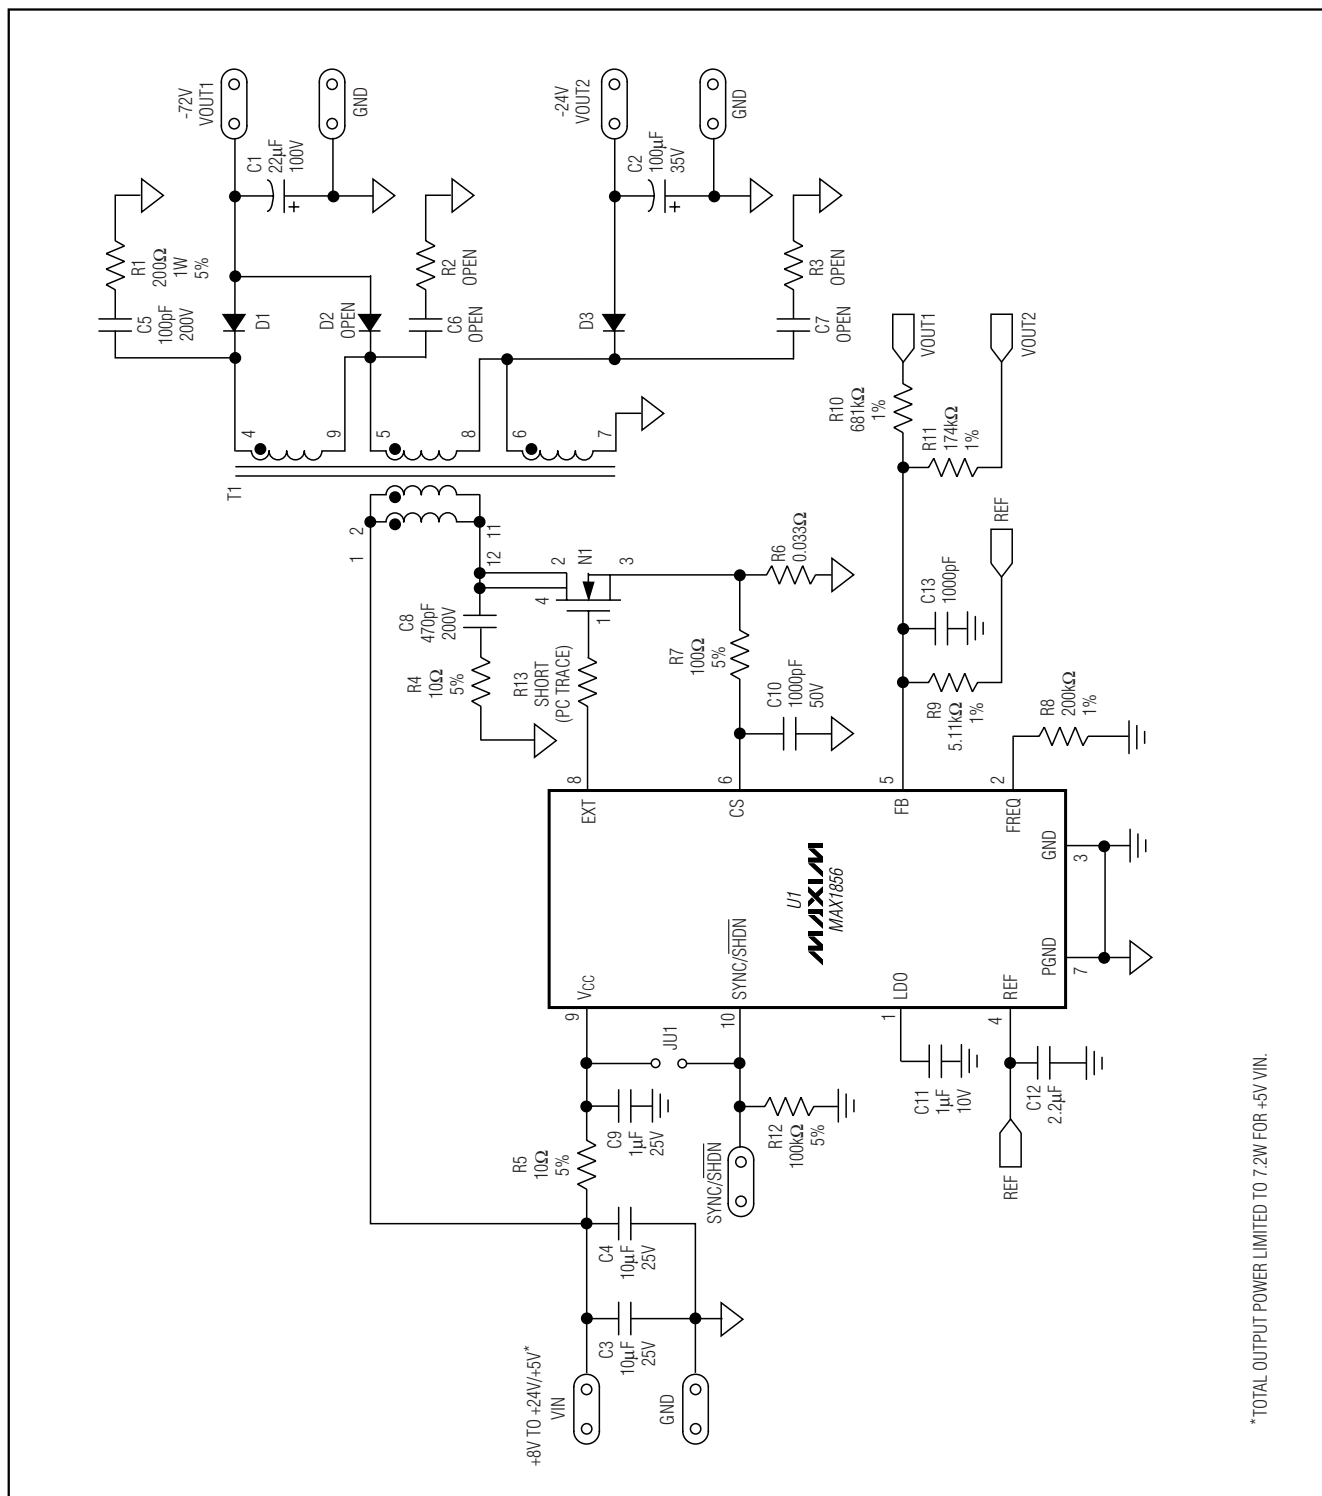 -72V
VOUT1
GND
-24V
VOUT2
GND
C1
22µF
100V
C2
100µF
35V
R1
200Ω
1W
5%
R2
OPEN
R3
OPEN
C5
100pF
200V
D1
D2
OPEN
C6
OPEN
D3
C7
OPEN
4
9
5
8
6
7
T1
1
2
11
12
VOUT1
VOUT2
R10
681kΩ
1%
R11
174kΩ
1%
REF
C8
470pF
200V
2
N1
3
4
1
R6
0.033Ω
C13
1000pF
R4
10Ω
5%
R13
SHORT
(PC TRACE)
R7
100Ω
5%
C10
1000pF
50V
R9
5.11kΩ
1%
R8
200kΩ
1%
8
6
5
2
EXT
CS
FB
FREQ
U1
MAXIM
MAX1856
GND
3
PGND
7
VCC
SYNC/SHDN
LDO
REF
9
10
1
4
JU1
R5
10Ω
5%
C9
1µF
25V
R12
100kΩ
5%
C11
1µF
10V
C12
2.2µF
REF
SYNC/SHDN
C4
10µF
25V
C3
10µF
25V
+8V TO +24V/+5V*
VIN
GND
*TOTAL OUTPUT POWER LIMITED TO 7.2W FOR +5V VIN.